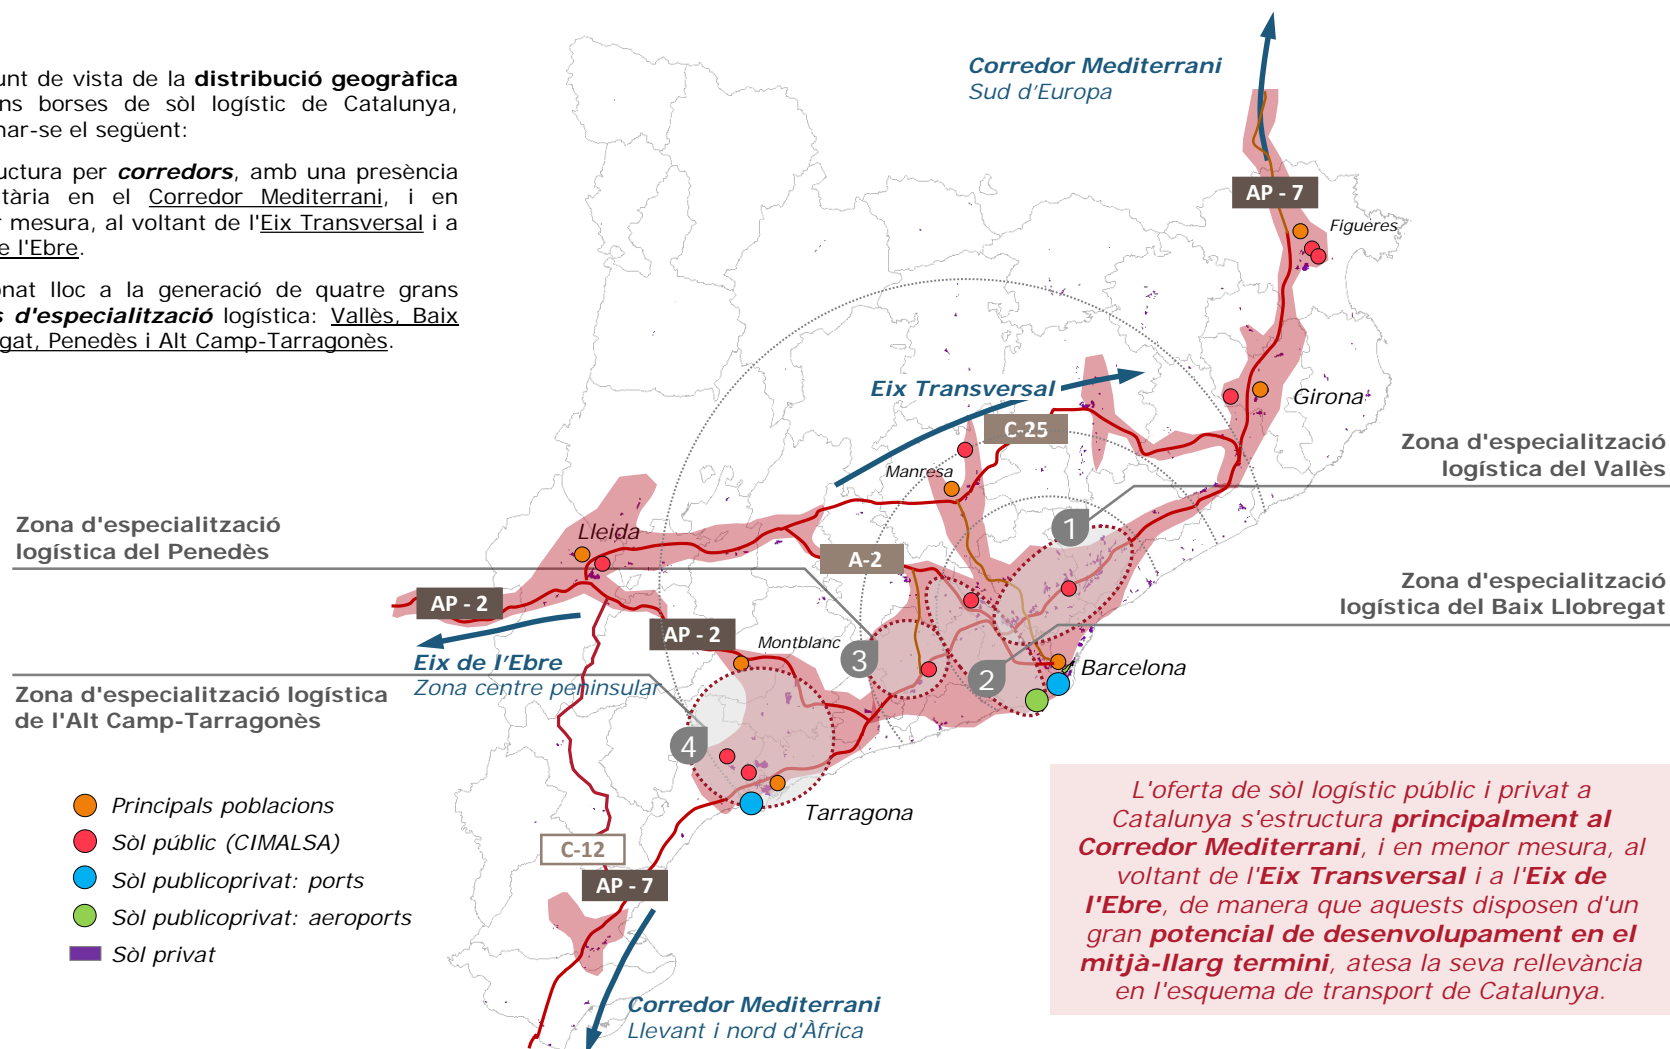 unt de vista de la distribució geogràfica
ns borses de sòl logístic de Catalunya,
nar-se el següent:
uctura per corredors, amb una presència
tària en el Corredor Mediterrani, i en
r mesura, al voltant de l'Eix Transversal i a
e l'Ebre.
onat lloc a la generació de quatre grans
s d'especialització logística: Vallès, Baix
gat, Penedès i Alt Camp-Tarragonès.
Corredor Mediterrani
Sud d'Europa
AP - 7
Figueres
Eix Transversal
Girona
C-25
Manresa
Zona d'especialització
logística del Vallès
Zona d'especialització
logística del Penedès
Lleida
1
A-2
Zona d'especialització
logística del Baix Llobregat
AP - 2
AP - 2
Montblanc
3
2
Barcelona
Eix de l'Ebre
Zona centre peninsular
Zona d'especialització logística
de l'Alt Camp-Tarragonès
4
Tarragona
Principals poblacions
Sòl públic (CIMALSA)
Sòl publicoprivat: ports
Sòl publicoprivat: aeroports
Sòl privat
C-12
AP - 7
Corredor Mediterrani
Llevant i nord d'Àfrica
L'oferta de sòl logístic públic i privat a
Catalunya s'estructura principalment al
Corredor Mediterrani, i en menor mesura, al
voltant de l'Eix Transversal i a l'Eix de
l'Ebre, de manera que aquests disposen d'un
gran potencial de desenvolupament en el
mitjà-llarg termini, atesa la seva rellevància
en l'esquema de transport de Catalunya.